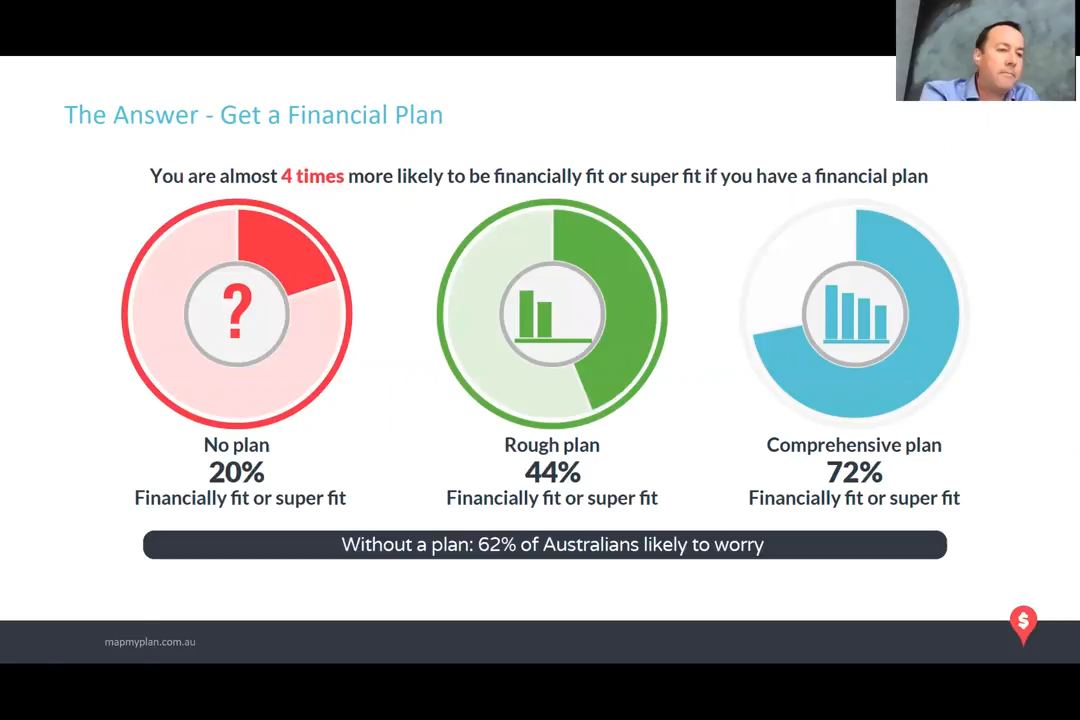 The Answer - Get a Financial Plan
You are almost 4 times more likely to be financially fit or super fit if you have a financial plan
?
No plan
20%
Financially fit or super fit
Rough plan
44%
Financially fit or super fit
Comprehensive plan
72%
Financially fit or super fit
Without a plan: 62% of Australians likely to worry
mapmyplan.com.au
$